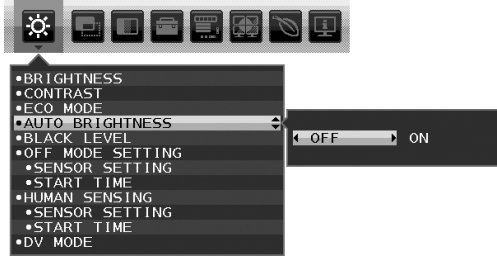 •BRIGHTNESS
•CONTRAST
•ECO MODE
•AUTO BRIGHTNESS
OFF ON
•BLACK LEVEL
•OFF MODE SETTING
•SENSOR SETTING
•START TIME
•HUMAN SENSING
•SENSOR SETTING
•START TIME
•DV MODE